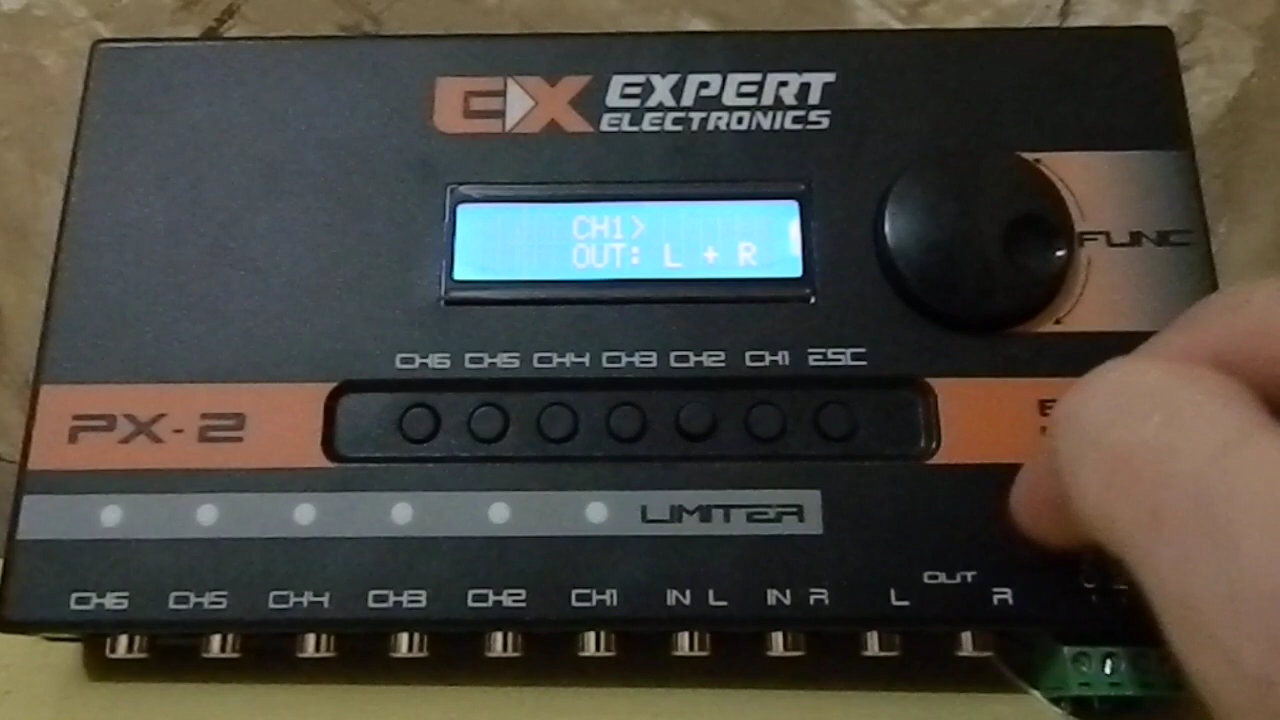 EX EXPERT
ELECTRONICS
CH1>
OUT: L + R
FUNC
CH6 CH5 CH4 CH3 CH2 CH1 ESC
PX-2
LIMITER
CH6 CH5 CH4 CH3 CH2 CH1 IN L IN R L OUT R